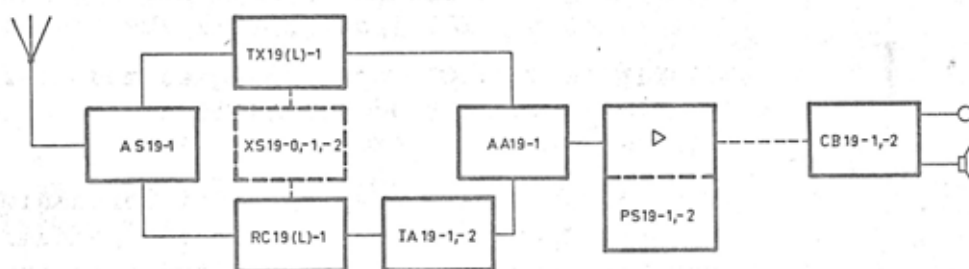 TX19(L)-1
AS19-1
XS19-0,-1,-2
AA19-1
CB19-1,-2
PS19-1,-2
RC19(L)-1
IA19-1,-2